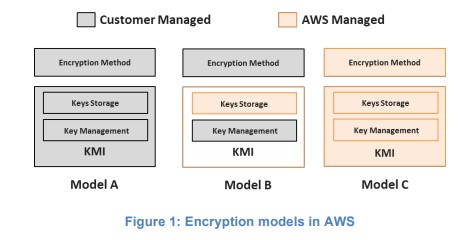 Customer Managed
AWS Managed
Encryption Method
Encryption Method
Encryption Method
Keys Storage
Keys Storage
Keys Storage
Key Management
Key Management
Key Management
KMI
KMI
KMI
Model A
Model B
Model C
Figure 1: Encryption models in AWS